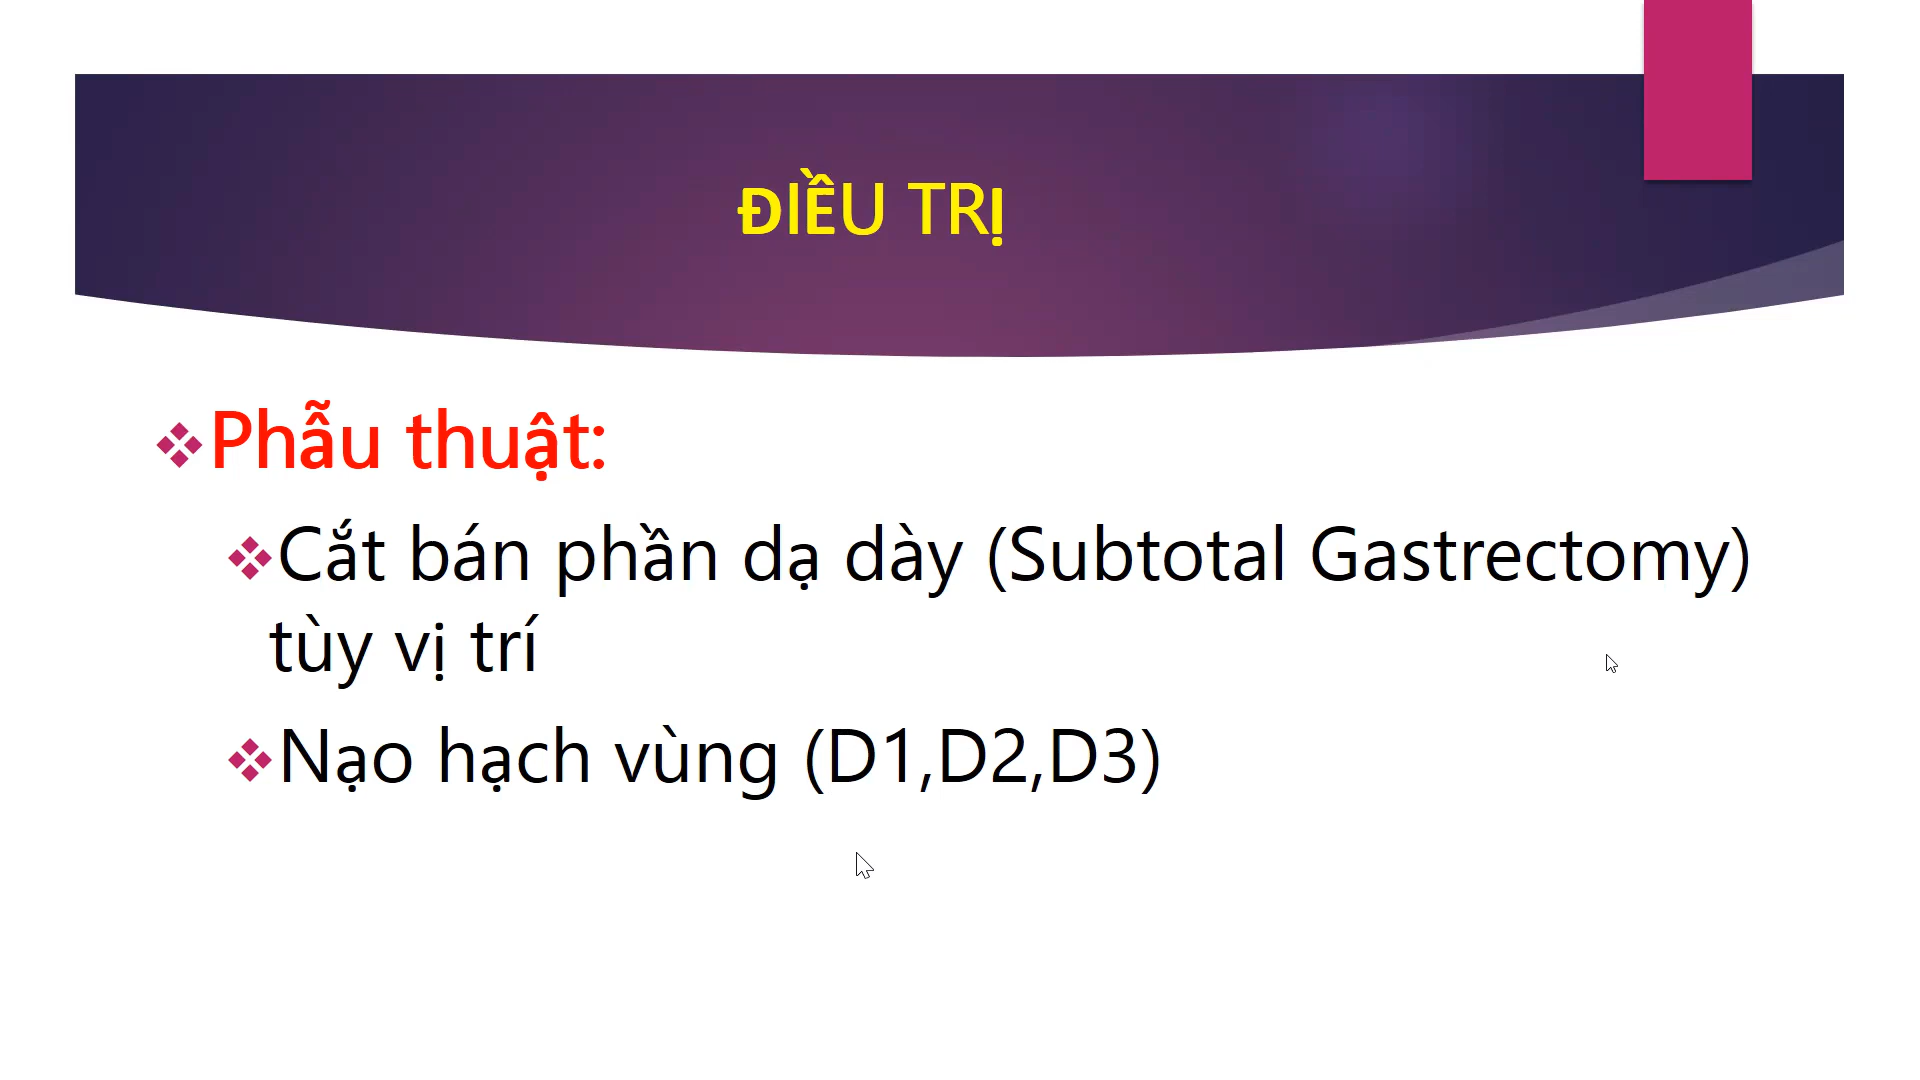 ĐIỀU TRỊ
Phẫu thuật:
Cắt bán phần dạ dày (Subtotal Gastrectomy)
tùy vị trí
Nạo hạch vùng (D1,D2,D3)